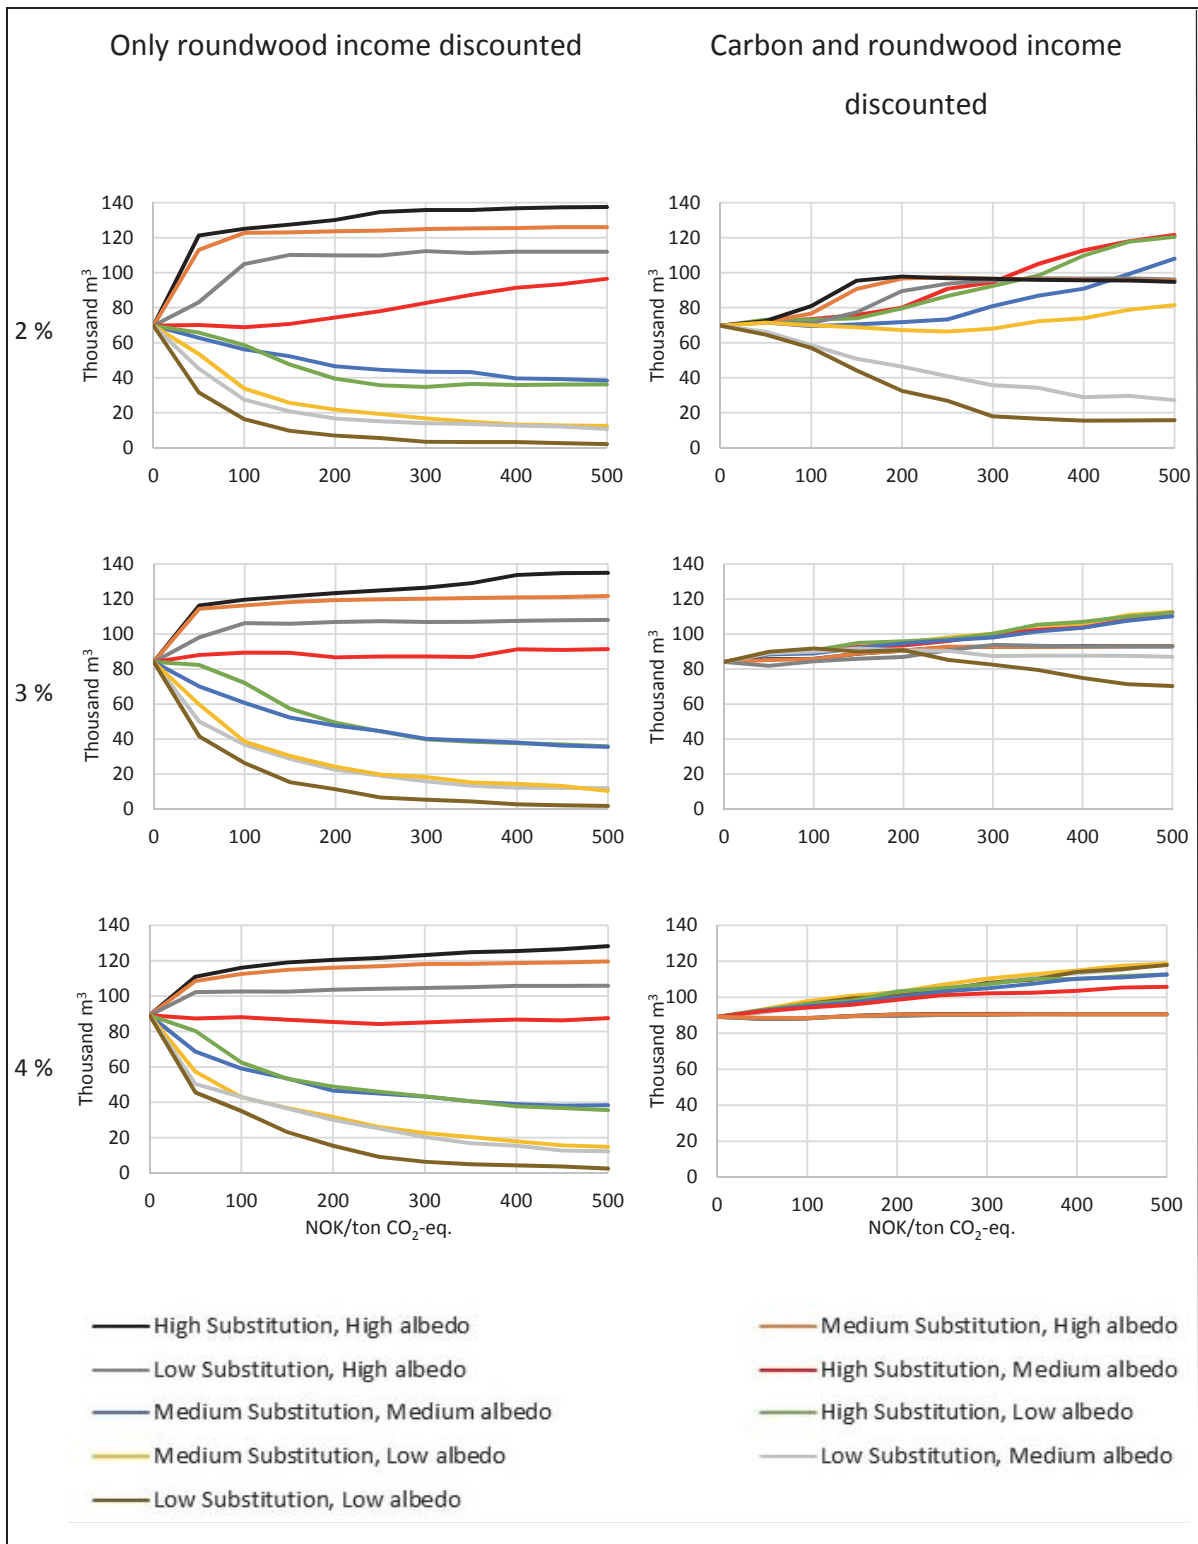 Only roundwood income discounted
Carbon and roundwood income
discounted
2 %
Thousand m³
140
120
100
80
60
40
20
0
0 100 200 300 400 500
Thousand m³
140
120
100
80
60
40
20
0
0 100 200 300 400 500
3 %
Thousand m³
140
120
100
80
60
40
20
0
0 100 200 300 400 500
Thousand m³
140
120
100
80
60
40
20
0
0 100 200 300 400 500
4 %
Thousand m³
140
120
100
80
60
40
20
0
0 100 200 300 400 500
NOK/ton CO₂-eq.
Thousand m³
140
120
100
80
60
40
20
0
0 100 200 300 400 500
NOK/ton CO₂-eq.
High Substitution, High albedo
Medium Substitution, High albedo
Low Substitution, High albedo
High Substitution, Medium albedo
Medium Substitution, Medium albedo
High Substitution, Low albedo
Medium Substitution, Low albedo
Low Substitution, Medium albedo
Low Substitution, Low albedo